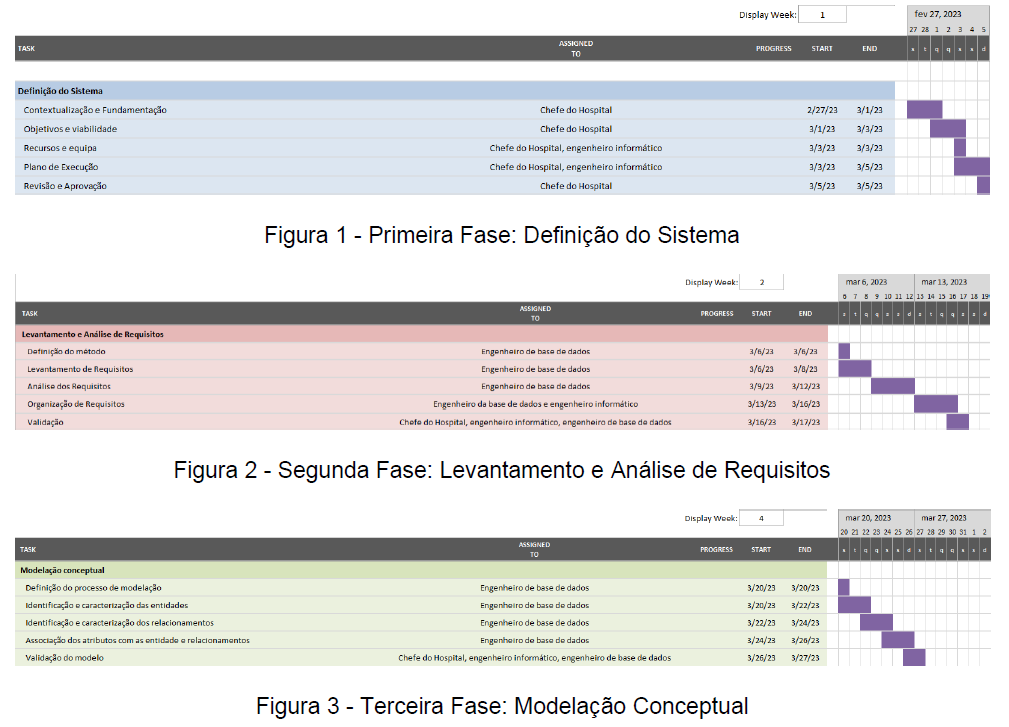 Display Week: 1 fev 27, 2023
27 28 1 2 3 4 5
TASK ASSIGNED TO PROGRESS START END s t q q s s d
Definição do Sistema
Contextualização e Fundamentação Chefe do Hospital 2/27/23 3/1/23
Objetivos e viabilidade Chefe do Hospital 3/1/23 3/3/23
Recursos e equipa Chefe do Hospital, engenheiro informático 3/3/23 3/3/23
Plano de Execução Chefe do Hospital, engenheiro informático 3/3/23 3/5/23
Revisão e Aprovação Chefe do Hospital 3/5/23 3/5/23
Figura 1 - Primeira Fase: Definição do Sistema
Display Week: 2 mar 6, 2023 mar 13, 2023
6 7 8 9 10 11 12 13 14 15 16 17 18 19
TASK ASSIGNED TO PROGRESS START END s t q q s s d s t q q s s d
Levantamento e Análise de Requisitos
Definição do método Engenheiro de base de dados 3/6/23 3/6/23
Levantamento de Requisitos Engenheiro de base de dados 3/6/23 3/8/23
Análise dos Requisitos Engenheiro de base de dados 3/9/23 3/12/23
Organização de Requisitos Engenheiro da base de dados e engenheiro informático 3/13/23 3/16/23
Validação Chefe do Hospital, engenheiro informático, engenheiro de base de dados 3/16/23 3/17/23
Figura 2 - Segunda Fase: Levantamento e Análise de Requisitos
Display Week: 4 mar 20, 2023 mar 27, 2023
20 21 22 23 24 25 26 27 28 29 30 31 1 2
TASK ASSIGNED TO PROGRESS START END s t q q s s d s t q q s s d
Modelação conceptual
Definição do processo de modelação Engenheiro de base de dados 3/20/23 3/20/23
Identificação e caracterização das entidades Engenheiro de base de dados 3/20/23 3/22/23
Identificação e caracterização dos relacionamentos Engenheiro de base de dados 3/22/23 3/24/23
Associação dos atributos com as entidade e relacionamentos Engenheiro de base de dados 3/24/23 3/26/23
Validação do modelo Chefe do Hospital, engenheiro informático, engenheiro de base de dados 3/26/23 3/27/23
Figura 3 - Terceira Fase: Modelação Conceptual